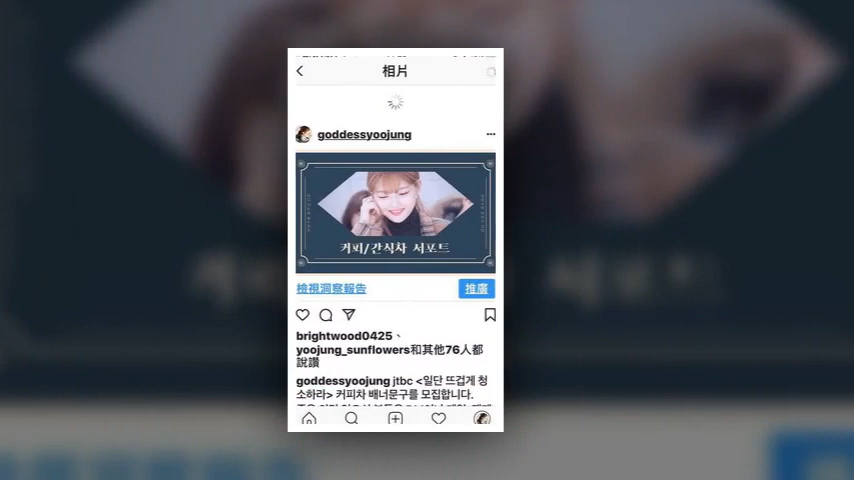 相片
goddessyoojung
커피/간식차 서포트
檢視洞察報告
推廣
brightwood0425、
yoojung_sunflowers和其他76人都
說讚
goddessyoojung jtbc <일단 뜨겁게 청
소하라> 커피차 배너문구를 모집합니다.